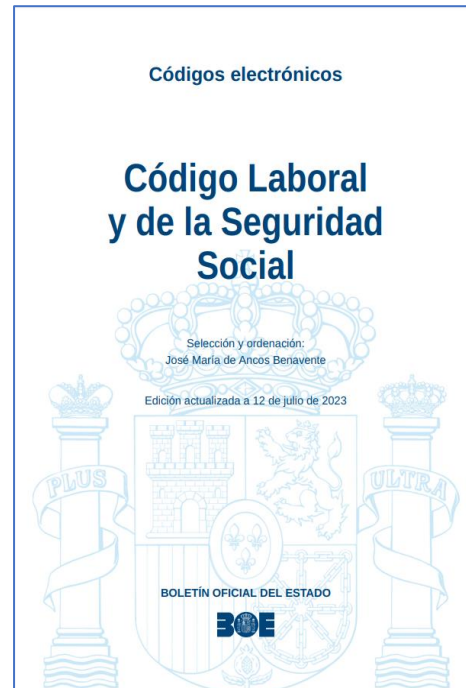 Códigos electrónicos
Código Laboral
y de la Seguridad
Social
Selección y ordenación:
José María de Ancos Benavente
Edición actualizada a 12 de julio de 2023
PLUS
ULTRA
BOLETÍN OFICIAL DEL ESTADO
BOE